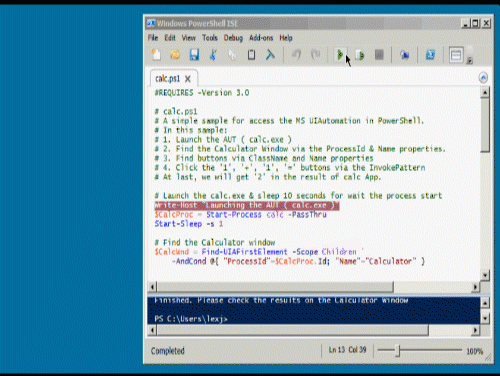 Windows PowerShell ISE
File Edit View Tools Debug Add-ons Help
calc.ps1
#REQUIRES -Version 3.0
# calc.ps1
# A simple sample for access the MS UIAutomation in PowerShell.
# In this sample:
# 1. Launch the AUT ( calc.exe )
# 2. Find the Calculator Window via the ProcessId & Name properties.
# 3. Find buttons via ClassName and Name properties
# 4. Click the '1', '+', '1', '=' buttons via the InvokePattern
# At last, we will get '2' in the result of calc App.
# Launch the calc.exe & sleep 10 seconds for wait the process start
Write-Host 'Launching the AUT ( calc.exe )'
$CalcProc = Start-Process calc -PassThru
Start-Sleep -s 1
# Find the Calculator window
$CalcWnd = Find-UIAFirstElement -Scope Children `
-AndCond @{ "ProcessId"=$CalcProc.Id; "Name"="Calculator" }
Finished. Please check the results on the Calculator Window
PS C:\Users\lexj>
Completed
Ln 13 Col 39
100%